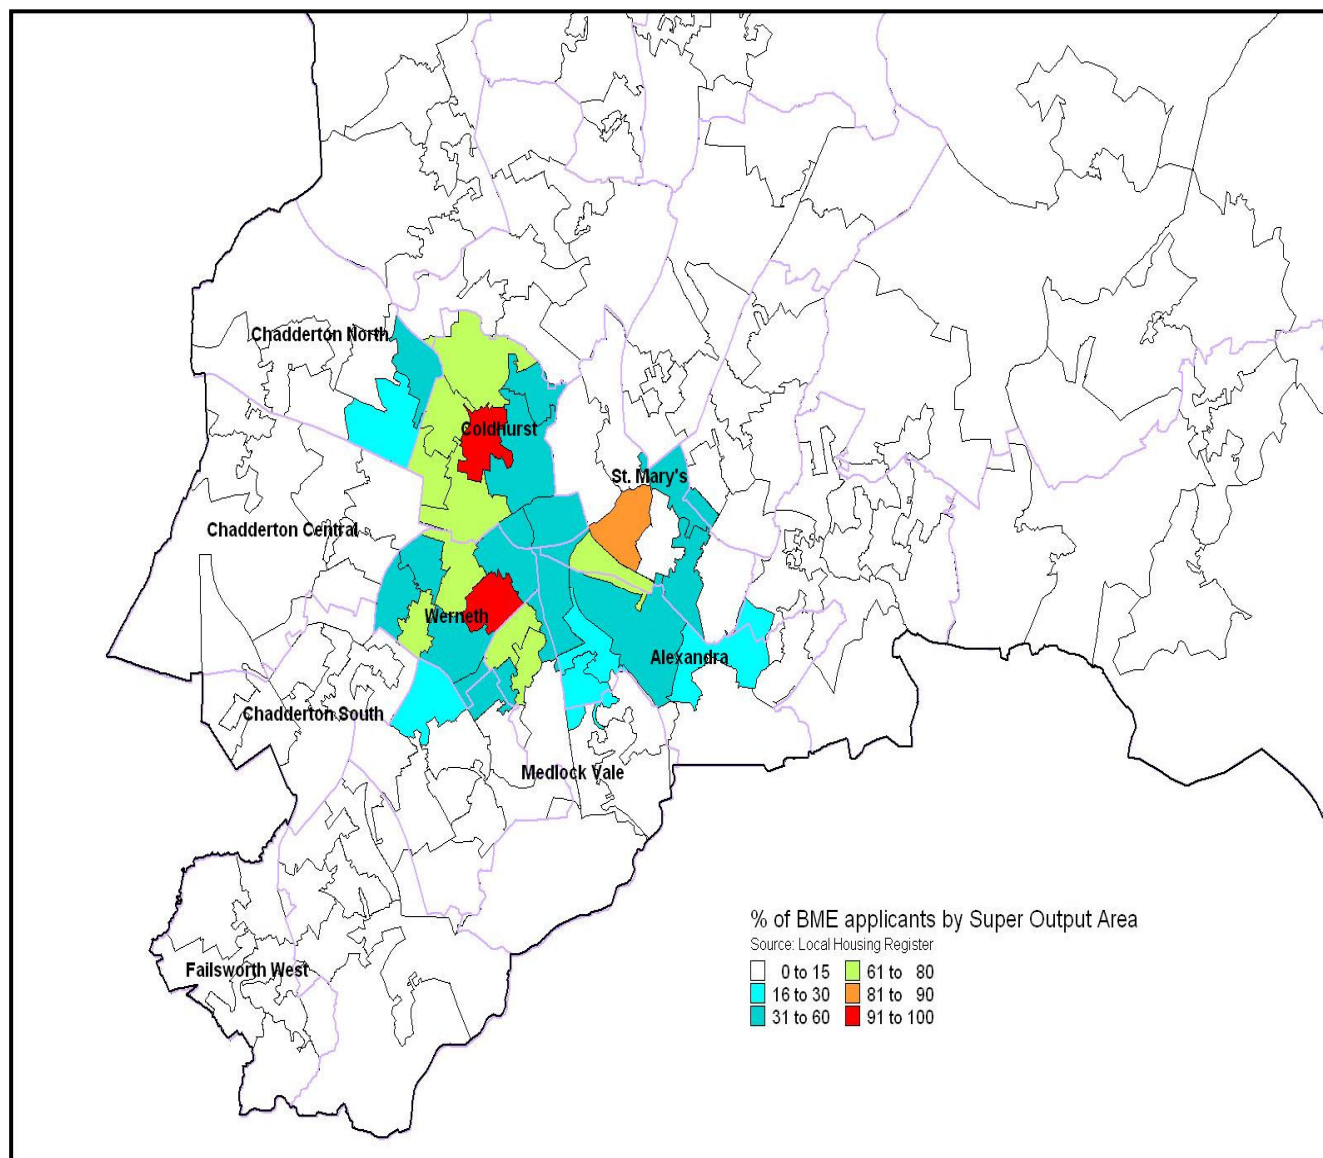 Chadderton North
Coldhurst
St. Mary's
Chadderton Central
Werneth
Alexandra
Chadderton South
Medlock Vale
% of BME applicants by Super Output Area
Source: Local Housing Register
0 to 15 61 to 80
16 to 30 81 to 90
31 to 60 91 to 100
Failsworth West